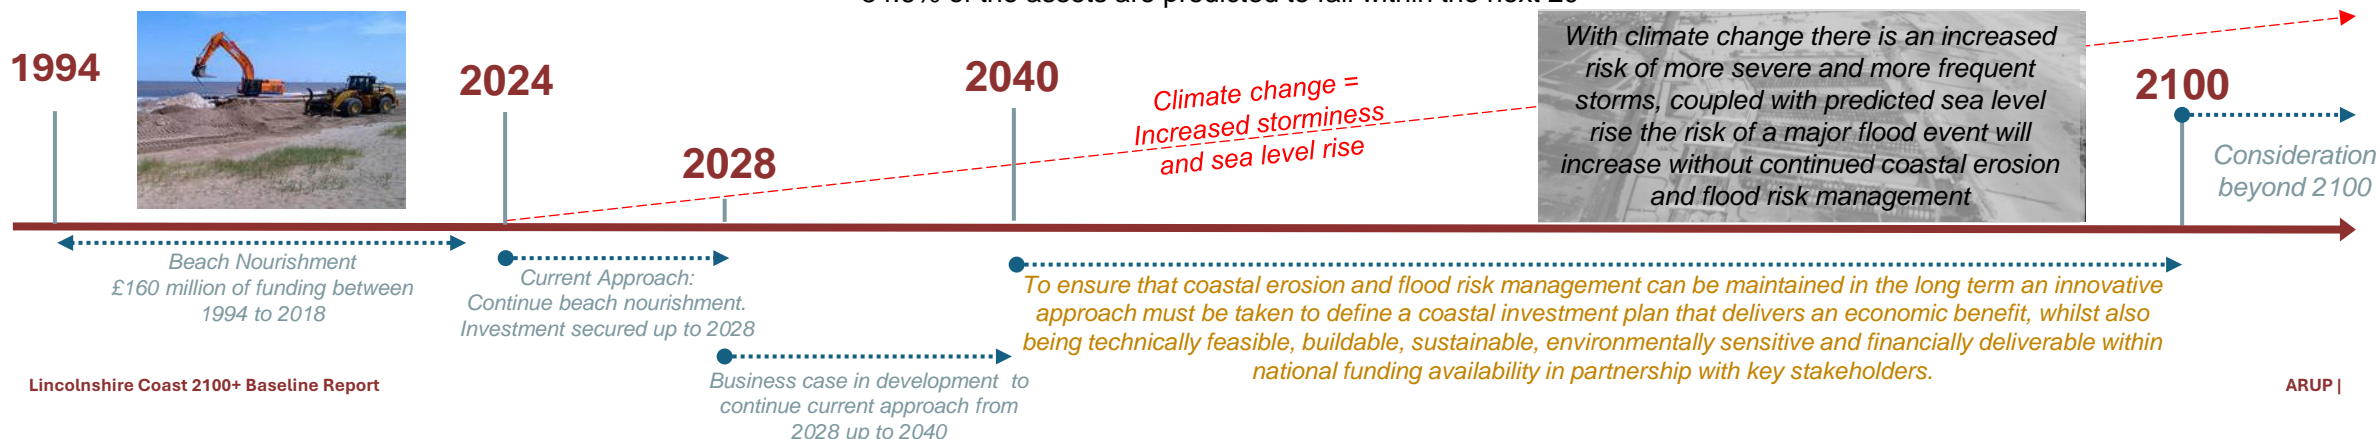 1994
2024
2028
2040
Climate change =
Increased storminess
and sea level rise
With climate change there is an increased
risk of more severe and more frequent
storms, coupled with predicted sea level
rise the risk of a major flood event will
increase without continued coastal erosion
and flood risk management
2100
Consideration
beyond 2100
Beach Nourishment
£160 million of funding between
1994 to 2018
Current Approach:
Continue beach nourishment.
Investment secured up to 2028
Business case in development to
continue current approach from
2028 up to 2040
To ensure that coastal erosion and flood risk management can be maintained in the long term an innovative
approach must be taken to define a coastal investment plan that delivers an economic benefit, whilst also
being technically feasible, buildable, sustainable, environmentally sensitive and financially deliverable within
national funding availability in partnership with key stakeholders.
Lincolnshire Coast 2100+ Baseline Report
ARUP |